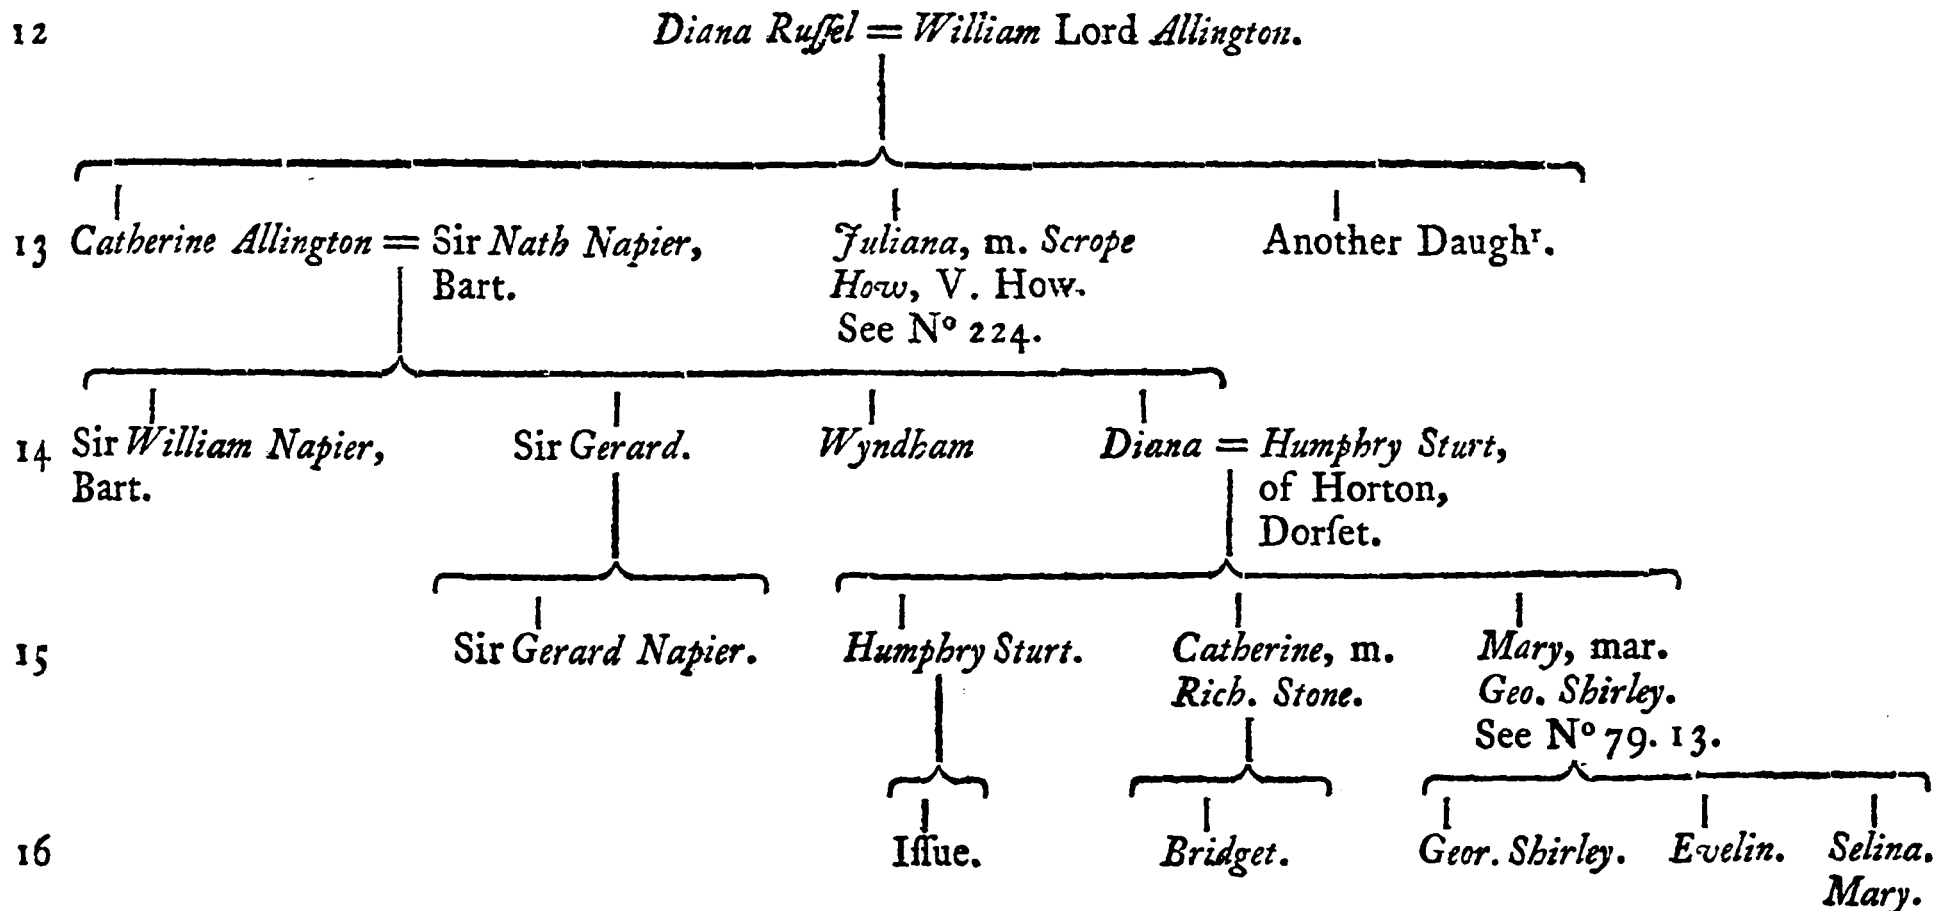 12 Diana Ruſſel = William Lord Allington.
13 Catherine Allington = Sir Nath Napier, Bart.
Juliana, m. Scrope
How, V. How.
See Nº 224.
Another Daughʳ.
14 Sir William Napier,
Bart.
Sir Gerard.
Wyndham
Diana = Humphry Sturt,
of Horton,
Dorſet.
15 Sir Gerard Napier.
Humphry Sturt.
Catherine, m.
Rich. Stone.
Mary, mar.
Geo. Shirley.
See Nº 79. 13.
16 Iſſue.
Bridget.
Geor. Shirley.
Evelin.
Selina.
Mary.